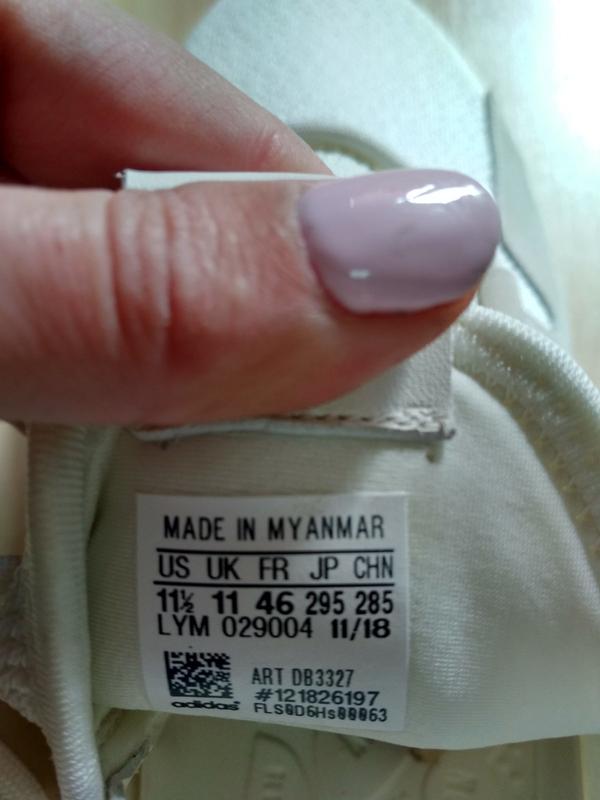 MADE IN MYANMAR
US UK FR JP CHN
11½ 11 46 295 285
LYM 029004 11/18
ART DB3327
#121826197
adidas FLS0D6Hs00063